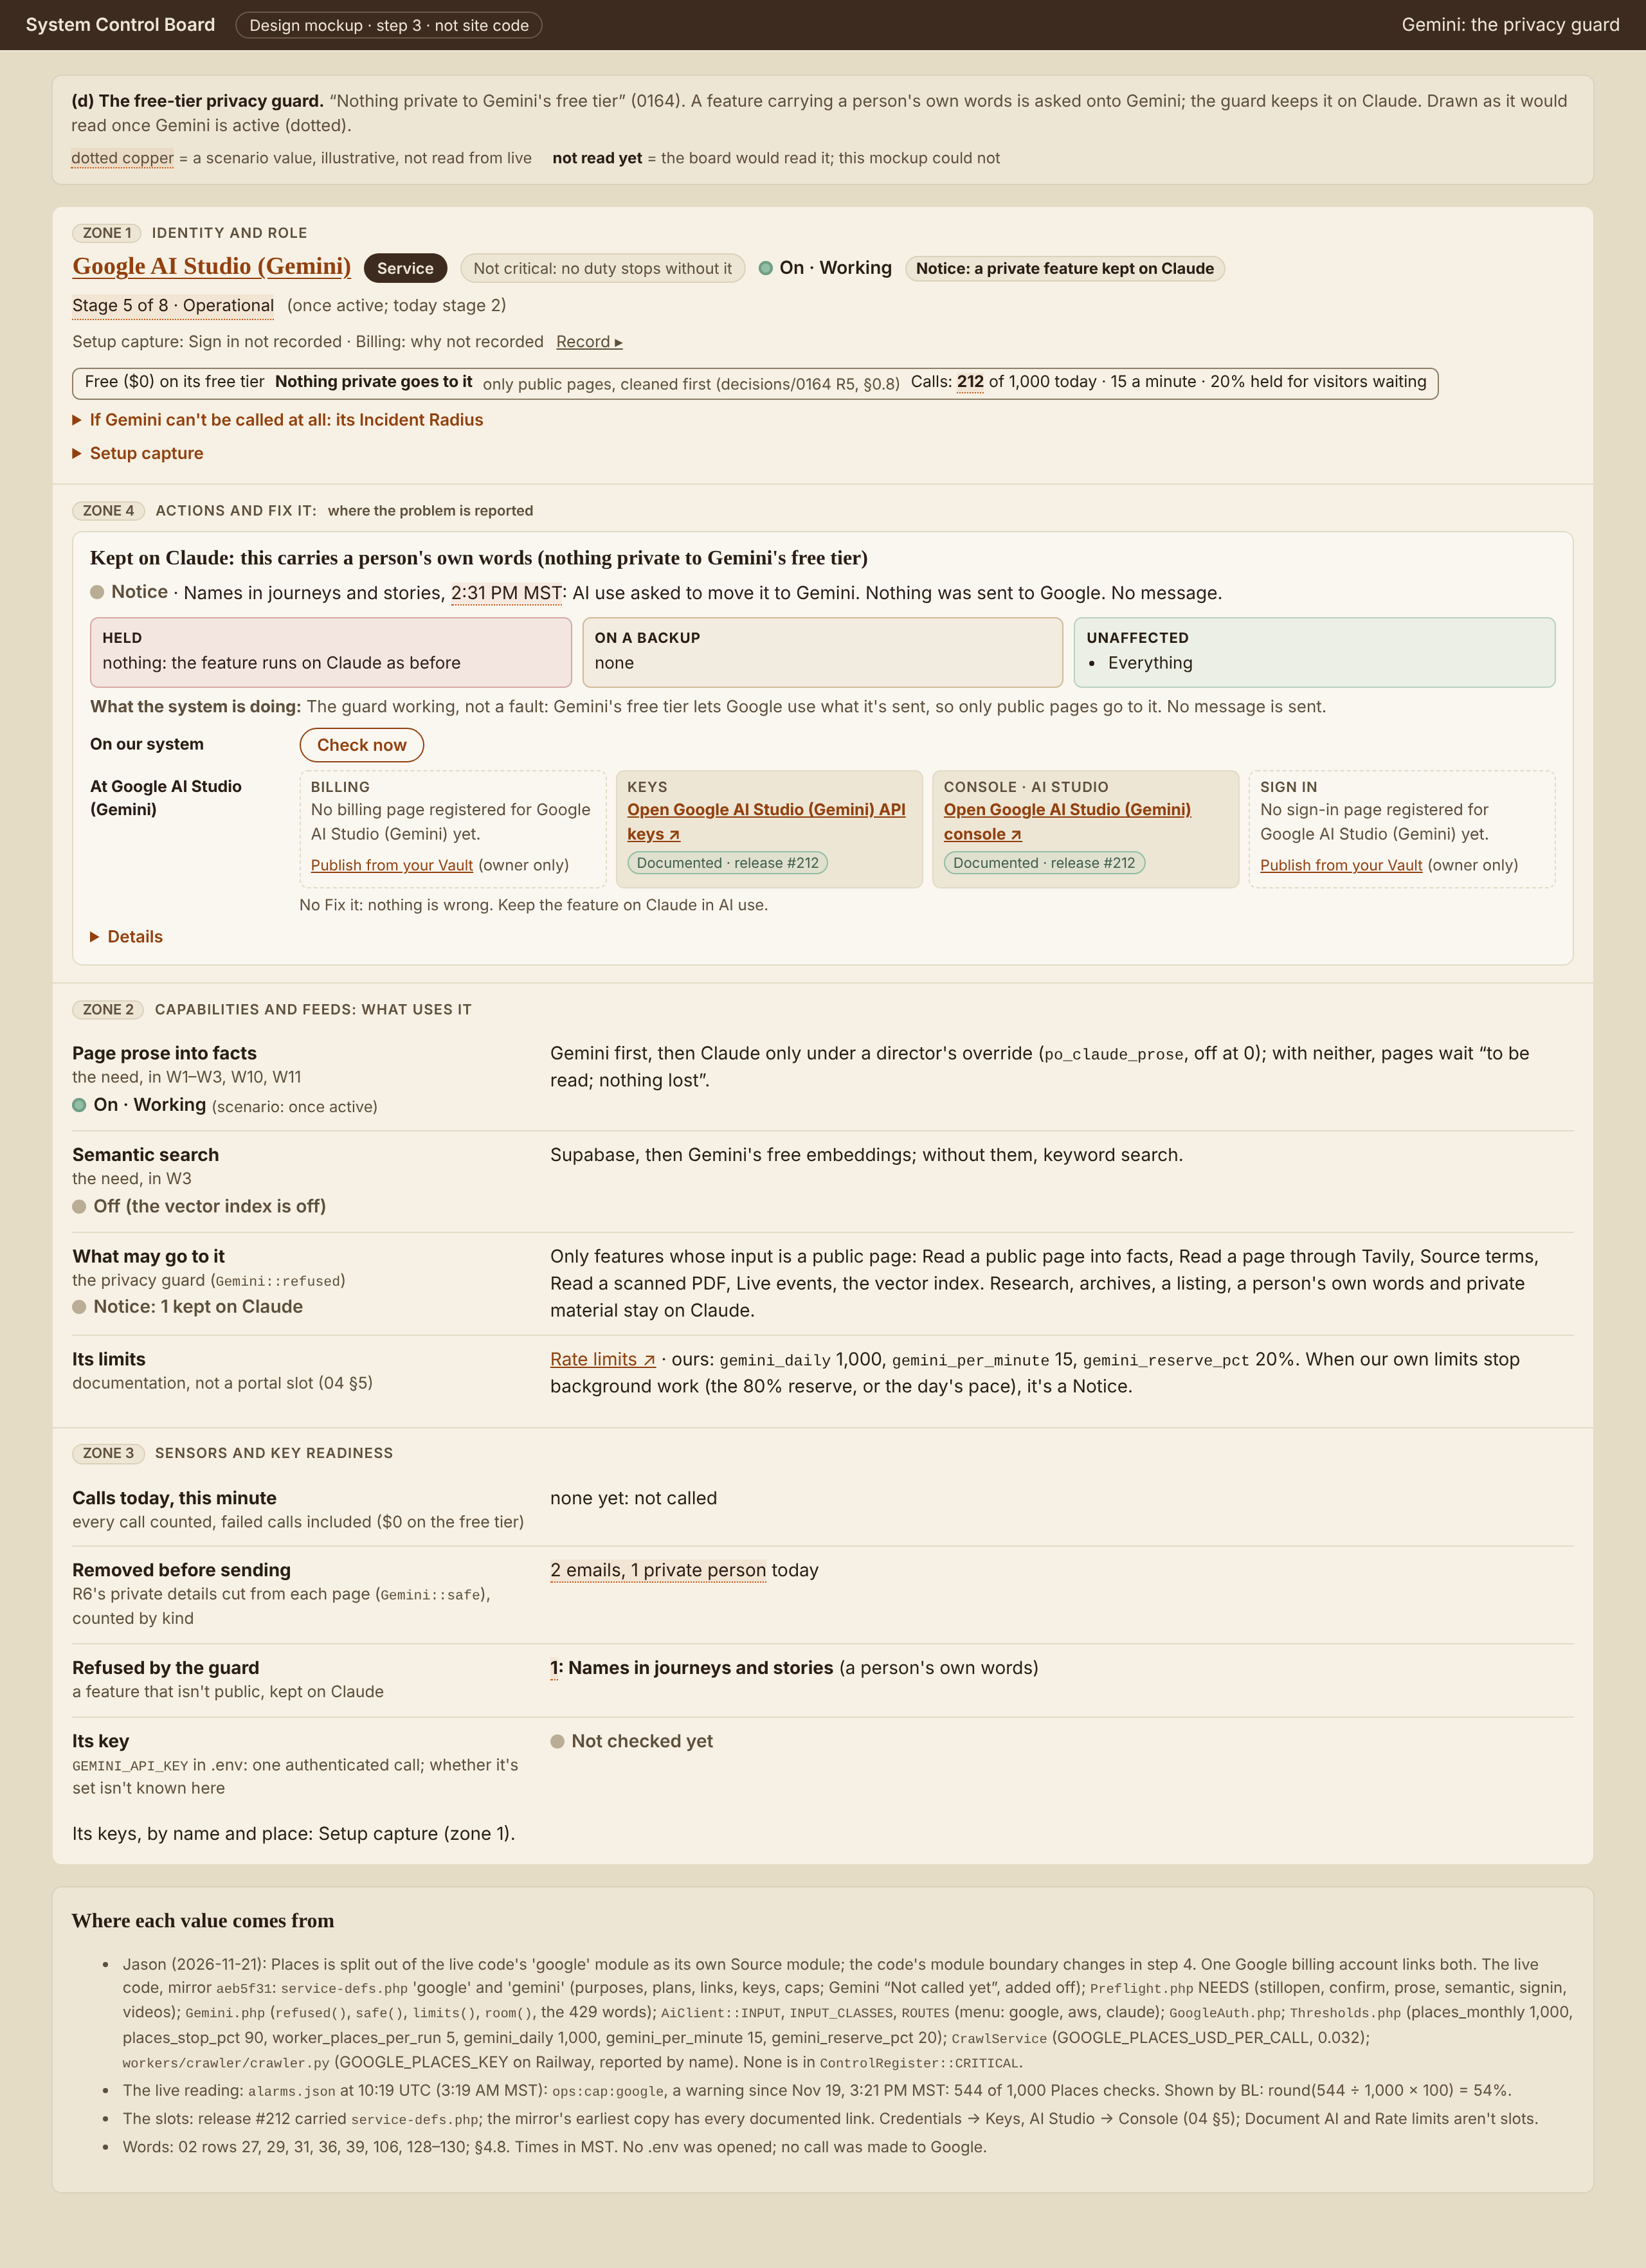 System Control Board
Design mockup · step 3 · not site code
Gemini: the privacy guard
(d) The free-tier privacy guard. “Nothing private to Gemini's free tier” (0164). A feature carrying a person's own words is asked onto Gemini; the guard keeps it on Claude. Drawn as it would
read once Gemini is active (dotted).
dotted copper = a scenario value, illustrative, not read from live not read yet = the board would read it; this mockup could not
ZONE 1 IDENTITY AND ROLE
Google AI Studio (Gemini) Service Not critical: no duty stops without it On · Working Notice: a private feature kept on Claude
Stage 5 of 8 · Operational (once active; today stage 2)
Setup capture: Sign in not recorded · Billing: why not recorded Record ▸
Free ($0) on its free tier Nothing private goes to it only public pages, cleaned first (decisions/0164 R5, §0.8) Calls: 212 of 1,000 today · 15 a minute · 20% held for visitors waiting
▶ If Gemini can't be called at all: its Incident Radius
▶ Setup capture
ZONE 4 ACTIONS AND FIX IT: where the problem is reported
Kept on Claude: this carries a person's own words (nothing private to Gemini's free tier)
Notice · Names in journeys and stories, 2:31 PM MST: AI use asked to move it to Gemini. Nothing was sent to Google. No message.
HELD
nothing: the feature runs on Claude as before
ON A BACKUP
none
UNAFFECTED
• Everything
What the system is doing: The guard working, not a fault: Gemini's free tier lets Google use what it's sent, so only public pages go to it. No message is sent.
On our system
Check now
At Google AI Studio
(Gemini)
BILLING
No billing page registered for Google
AI Studio (Gemini) yet.
Publish from your Vault (owner only)
KEYS
Open Google AI Studio (Gemini) API
keys ↗
Documented · release #212
CONSOLE · AI STUDIO
Open Google AI Studio (Gemini)
console ↗
Documented · release #212
SIGN IN
No sign-in page registered for
Google AI Studio (Gemini) yet.
Publish from your Vault (owner only)
No Fix it: nothing is wrong. Keep the feature on Claude in AI use.
▶ Details
ZONE 2 CAPABILITIES AND FEEDS: WHAT USES IT
Page prose into facts
the need, in W1–W3, W10, W11
On · Working (scenario: once active)
Gemini first, then Claude only under a director's override (po_claude_prose, off at 0); with neither, pages wait “to be
read; nothing lost”.
Semantic search
the need, in W3
Off (the vector index is off)
Supabase, then Gemini's free embeddings; without them, keyword search.
What may go to it
the privacy guard (Gemini::refused)
Notice: 1 kept on Claude
Only features whose input is a public page: Read a public page into facts, Read a page through Tavily, Source terms,
Read a scanned PDF, Live events, the vector index. Research, archives, a listing, a person's own words and private
material stay on Claude.
Its limits
documentation, not a portal slot (04 §5)
Rate limits ↗ · ours: gemini_daily 1,000, gemini_per_minute 15, gemini_reserve_pct 20%. When our own limits stop
background work (the 80% reserve, or the day's pace), it's a Notice.
ZONE 3 SENSORS AND KEY READINESS
Calls today, this minute
every call counted, failed calls included ($0 on the free tier)
none yet: not called
Removed before sending
R6's private details cut from each page (Gemini::safe),
counted by kind
2 emails, 1 private person today
Refused by the guard
a feature that isn't public, kept on Claude
1: Names in journeys and stories (a person's own words)
Its key
GEMINI_API_KEY in .env: one authenticated call; whether it's
set isn't known here
Not checked yet
Its keys, by name and place: Setup capture (zone 1).
Where each value comes from
• Jason (2026-11-21): Places is split out of the live code's 'google' module as its own Source module; the code's module boundary changes in step 4. One Google billing account links both. The live
code, mirror aeb5f31: service-defs.php 'google' and 'gemini' (purposes, plans, links, keys, caps; Gemini “Not called yet”, added off); Preflight.php NEEDS (stillopen, confirm, prose, semantic, signin,
videos); Gemini.php (refused(), safe(), limits(), room(), the 429 words); AiClient::INPUT, INPUT_CLASSES, ROUTES (menu: google, aws, claude); GoogleAuth.php; Thresholds.php (places_monthly 1,000,
places_stop_pct 90, worker_places_per_run 5, gemini_daily 1,000, gemini_per_minute 15, gemini_reserve_pct 20); CrawlService (GOOGLE_PLACES_USD_PER_CALL, 0.032);
workers/crawler/crawler.py (GOOGLE_PLACES_KEY on Railway, reported by name). None is in ControlRegister::CRITICAL.
• The live reading: alarms.json at 10:19 UTC (3:19 AM MST): ops:cap:google, a warning since Nov 19, 3:21 PM MST: 544 of 1,000 Places checks. Shown by BL: round(544 ÷ 1,000 × 100) = 54%.
• The slots: release #212 carried service-defs.php; the mirror's earliest copy has every documented link. Credentials → Keys, AI Studio → Console (04 §5); Document AI and Rate limits aren't slots.
• Words: 02 rows 27, 29, 31, 36, 39, 106, 128–130; §4.8. Times in MST. No .env was opened; no call was made to Google.